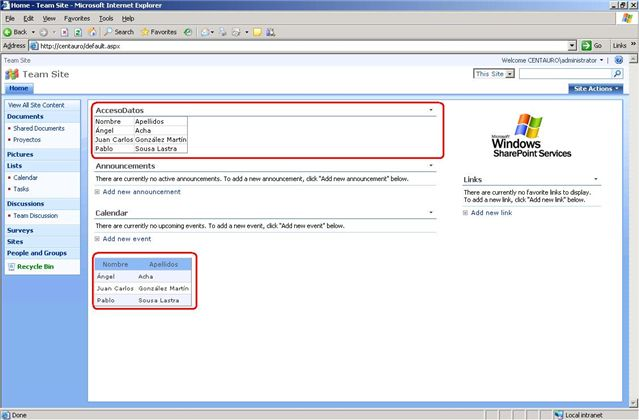 Home - Team Site - Microsoft Internet Explorer
File Edit View Favorites Tools Help
Back Search Favorites
Address http://centauro/default.aspx Go Links »
Team Site Welcome CENTAURO\administrator
Team Site This Site
Home Site Actions
View All Site Content
Documents
Shared Documents
Proyectos
Pictures
Lists
Calendar
Tasks
Discussions
Team Discussion
Surveys
Sites
People and Groups
Recycle Bin
AccesoDatos
Nombre Apellidos
Ángel Acha
Juan Carlos González Martín
Pablo Sousa Lastra
Announcements
There are currently no active announcements. To add a new announcement, click "Add new announcement" below.
Add new announcement
Calendar
There are currently no upcoming events. To add a new event, click "Add new event" below.
Add new event
Nombre Apellidos
Ángel Acha
Juan Carlos González Martín
Pablo Sousa Lastra
Microsoft
Windows
SharePoint Services
Links
There are currently no favorite links to display.
To add a new link, click "Add new link" below.
Add new link
Done Local intranet